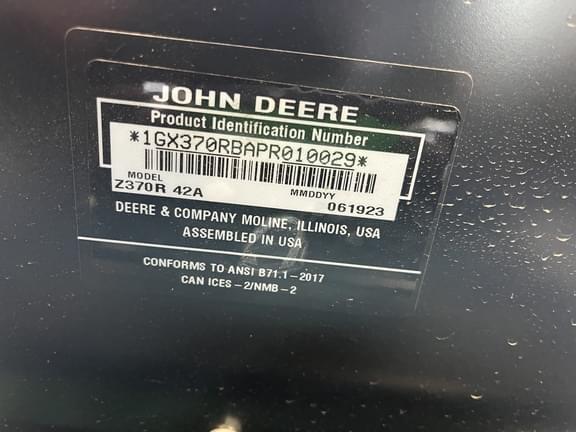 JOHN DEERE
Product Identification Number
*1GX370RBAPR010029*
MODEL MMDDYY
Z370R 42A 061923
DEERE & COMPANY MOLINE, ILLINOIS, USA
ASSEMBLED IN USA
CONFORMS TO ANSI B71.1-2017
CAN ICES-2/NMB-2